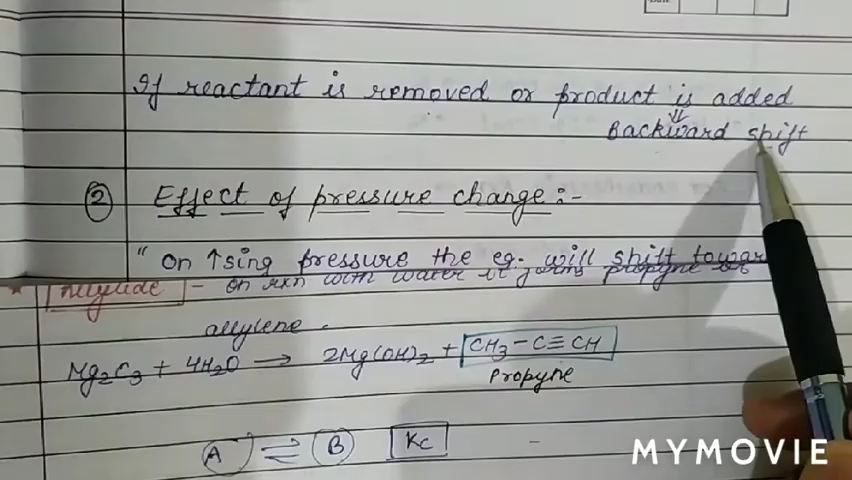 If reactant is removed or product is added
⇓
Backward shift
② Effect of pressure change:-
" on ↑sing pressure the eq. will shift towar
on rxn with water it forms propyne or
allylene.
Mg2C3 + 4H2O → 2Mg(OH)2 + CH3-C≡CH
Propyne
A ⇌ B Kc
MYMOVIE